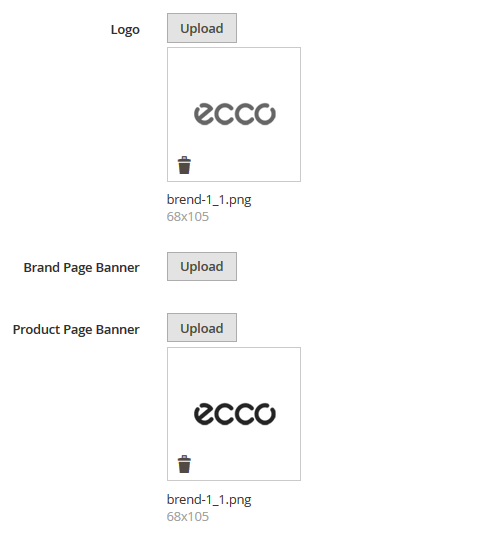 Logo
Upload
ecco
brend-1_1.png
68x105
Brand Page Banner
Upload
Product Page Banner
Upload
ecco
brend-1_1.png
68x105